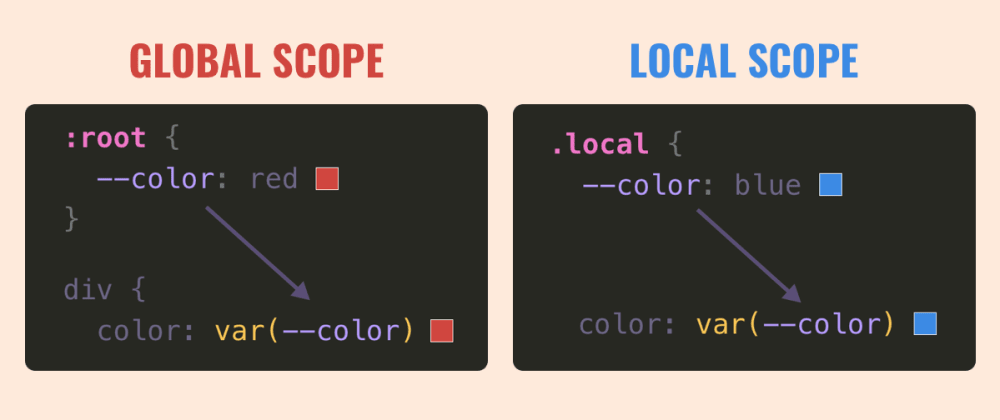 GLOBAL SCOPE
:root {
--color: red
}
div {
color: var(--color)
LOCAL SCOPE
.local {
--color: blue
color: var(--color)